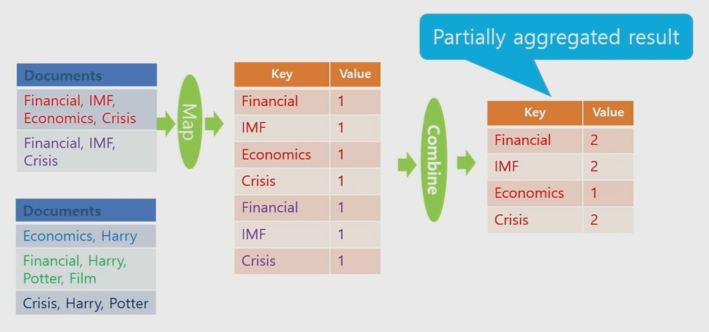 Partially aggregated result
Documents
Financial, IMF,
Economics, Crisis
Financial, IMF,
Crisis
Documents
Economics, Harry
Financial, Harry,
Potter, Film
Crisis, Harry, Potter
Map
Key Value
Financial 1
IMF 1
Economics 1
Crisis 1
Financial 1
IMF 1
Crisis 1
Combine
Key Value
Financial 2
IMF 2
Economics 1
Crisis 2